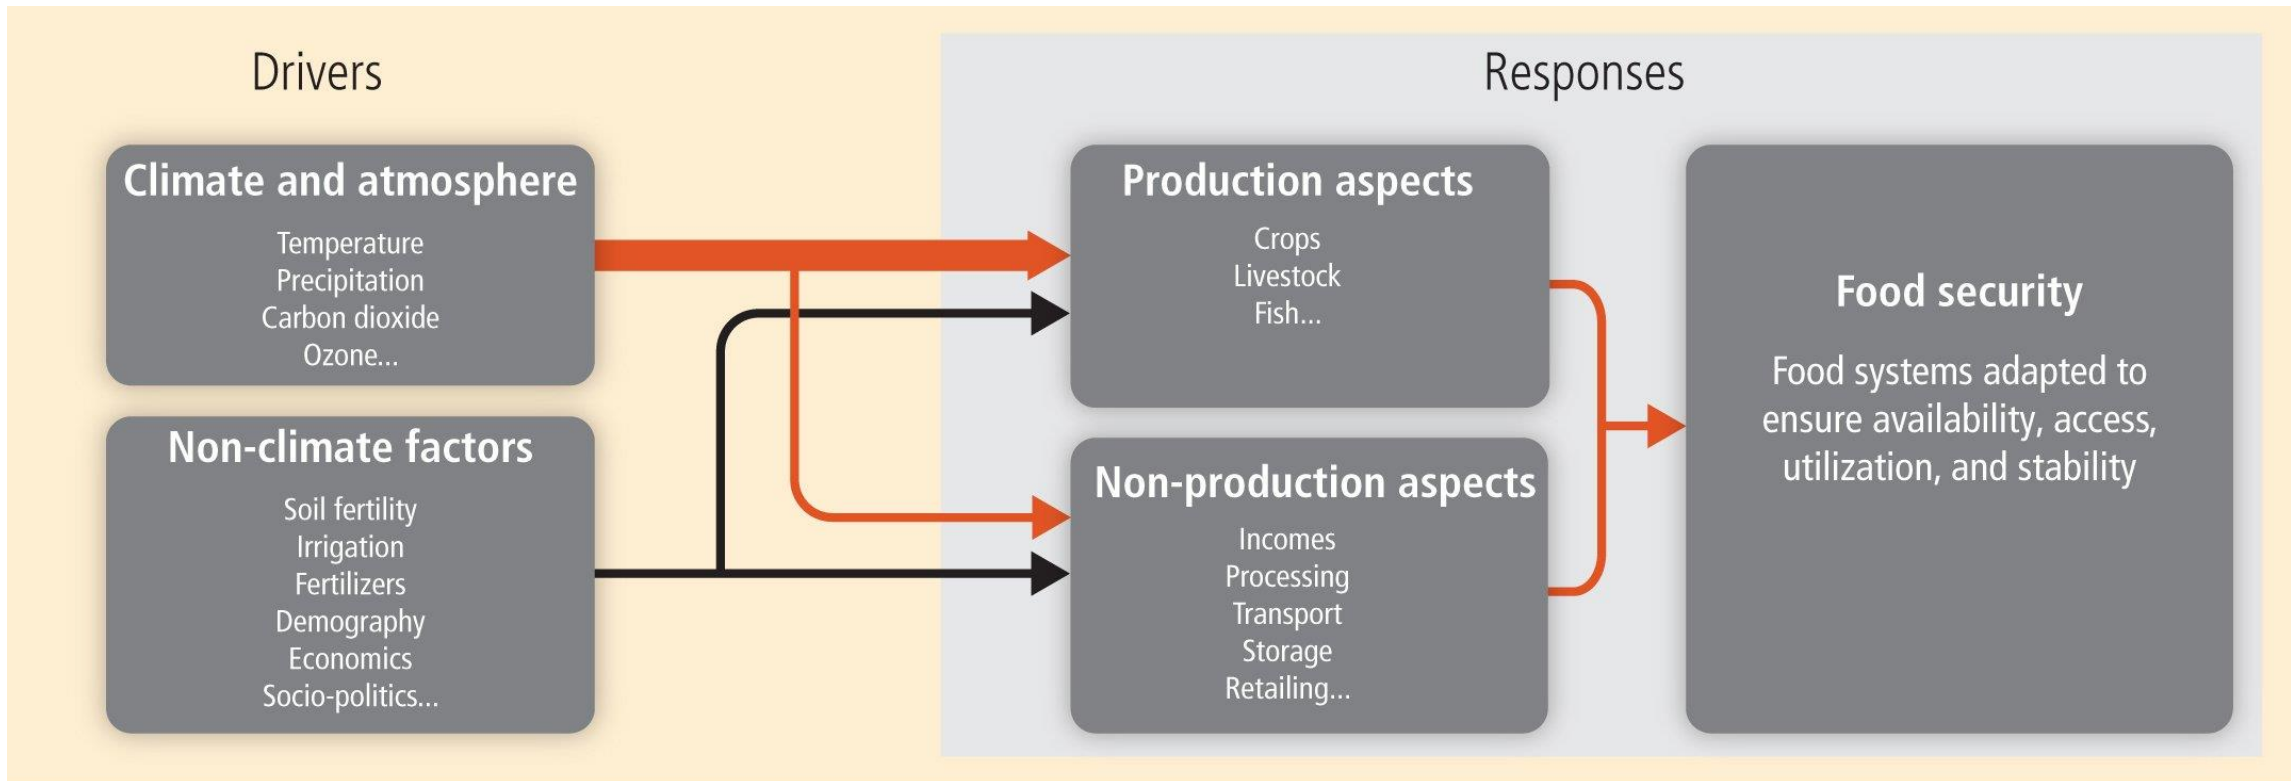 Drivers
Climate and atmosphere
Temperature
Precipitation
Carbon dioxide
Ozone...
Non-climate factors
Soil fertility
Irrigation
Fertilizers
Demography
Economics
Socio-politics...
Responses
Production aspects
Crops
Livestock
Fish...
Non-production aspects
Incomes
Processing
Transport
Storage
Retailing...
Food security
Food systems adapted to
ensure availability, access,
utilization, and stability